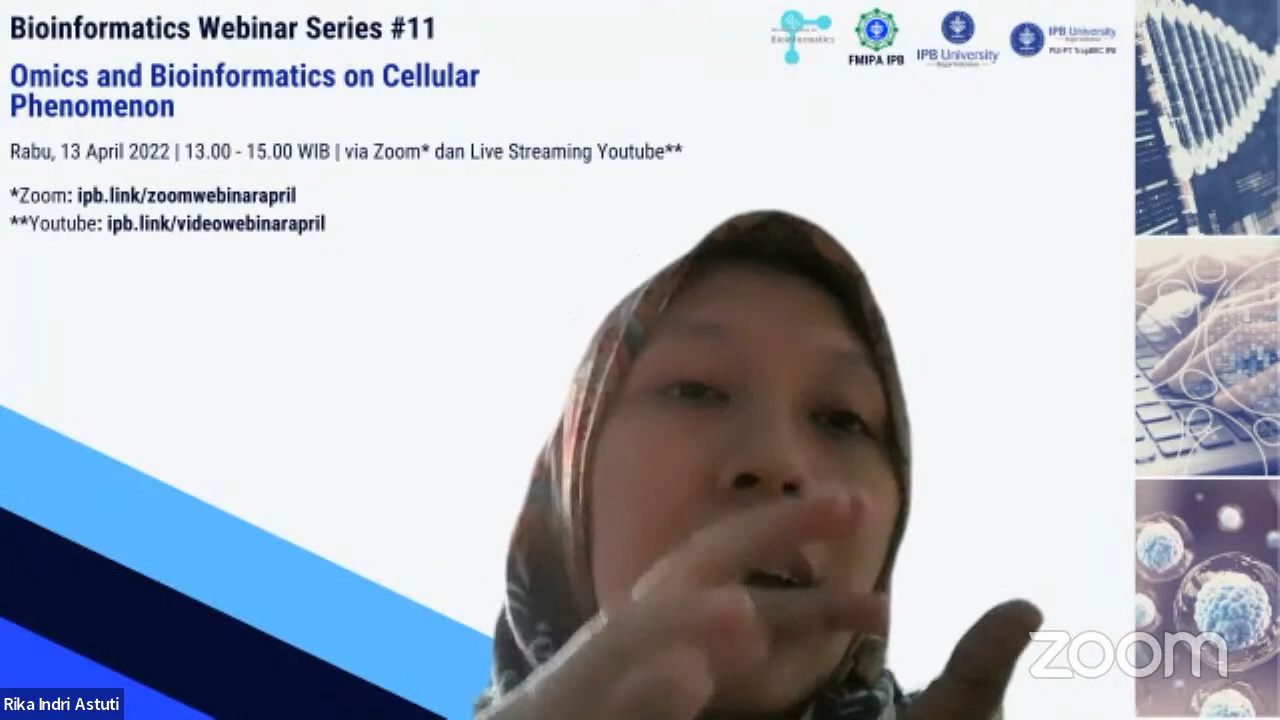 Bioinformatics Webinar Series #11
Omics and Bioinformatics on Cellular
Phenomenon
Rabu, 13 April 2022 | 13.00 - 15.00 WIB | via Zoom* dan Live Streaming Youtube**
*Zoom: ipb.link/zoomwebinarapril
**Youtube: ipb.link/videowebinarapril
Bioinformatics
FMIPA IPB
IPB University
IPB University
zoom
Rika Indri Astuti